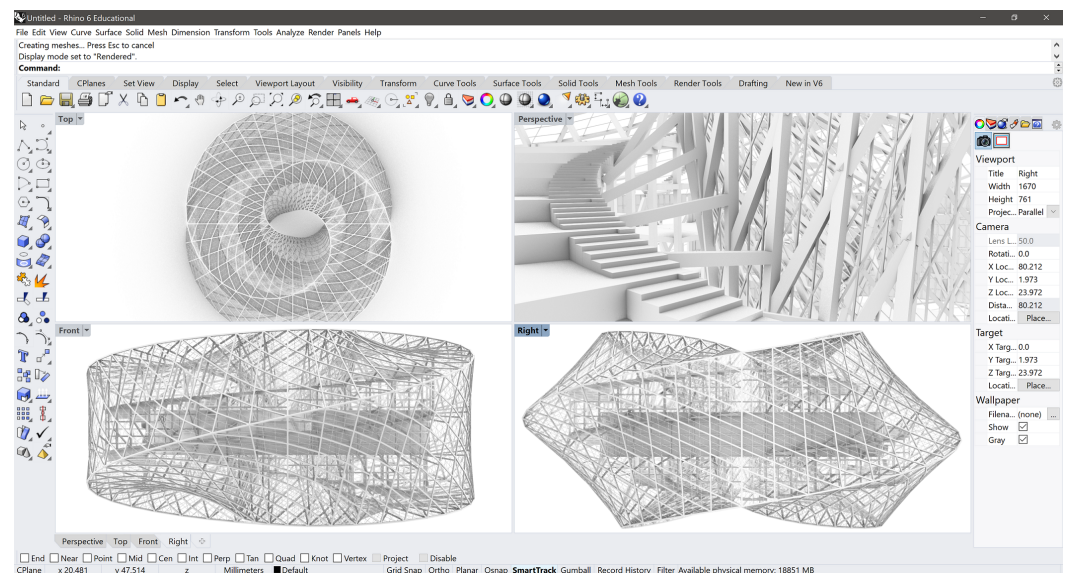 Untitled - Rhino 6 Educational
File Edit View Curve Surface Solid Mesh Dimension Transform Tools Analyze Render Panels Help
Creating meshes... Press Esc to cancel
Display mode set to "Rendered".
Command:
Standard CPlanes Set View Display Select Viewport Layout Visibility Transform Curve Tools Surface Tools Solid Tools Mesh Tools Render Tools Drafting New in V6
Top
Perspective
Viewport
Title Right
Width 1670
Height 761
Projec... Parallel
Camera
Lens L... 50.0
Rotati... 0.0
X Loc... 80.212
Y Loc... 1.973
Z Loc... 23.972
Dista... 80.212
Locati... Place...
Front
Right
Target
X Targ... 0.0
Y Targ... 1.973
Z Targ... 23.972
Locati... Place...
Wallpaper
Filena... (none) ...
Show
Gray
Perspective Top Front Right
End Near Point Mid Cen Int Perp Tan Quad Knot Vertex Project Disable
CPlane x 20.481 y 47.514 z Millimeters Default Grid Snap Ortho Planar Osnap SmartTrack Gumball Record History Filter Available physical memory: 18851 MB